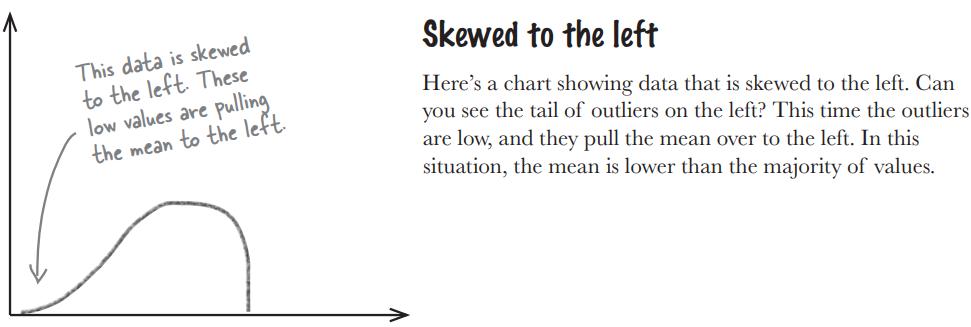 This data is skewed
to the left. These
low values are pulling
the mean to the left.
Skewed to the left
Here's a chart showing data that is skewed to the left. Can
you see the tail of outliers on the left? This time the outliers
are low, and they pull the mean over to the left. In this
situation, the mean is lower than the majority of values.